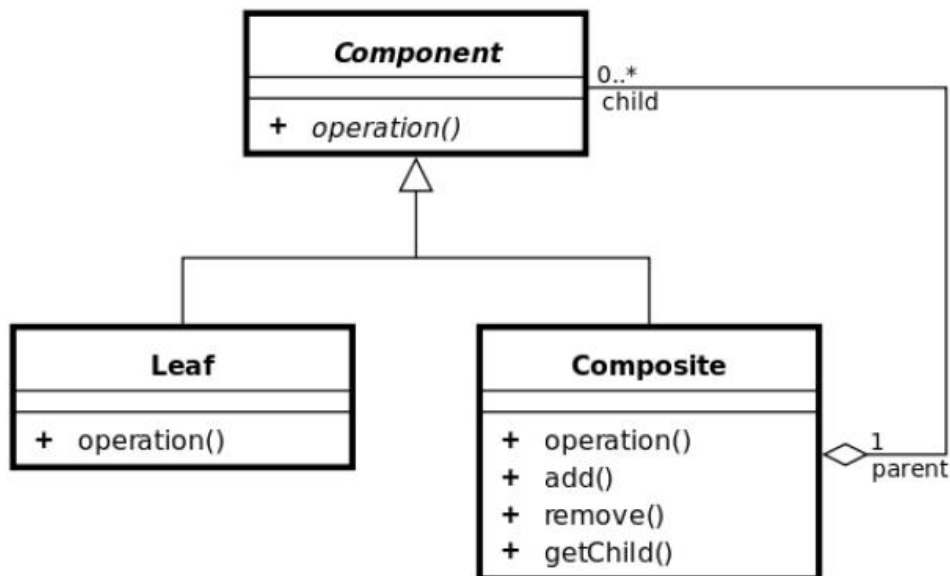 Component
+ operation()
0..*
child
Leaf
+ operation()
Composite
+ operation()
+ add()
+ remove()
+ getChild()
1
parent